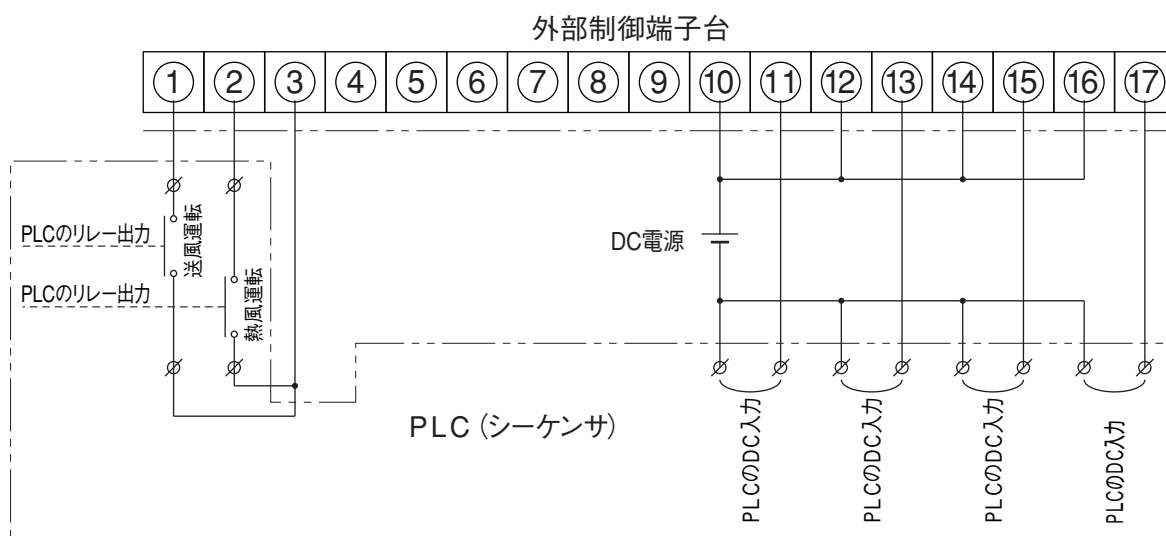 外部制御端子台
① ② ③ ④ ⑤ ⑥ ⑦ ⑧ ⑨ ⑩ ⑪ ⑫ ⑬ ⑭ ⑮ ⑯ ⑰
PLCのリレー出力
送風運転
PLCのリレー出力
熱風運転
DC電源
PLC(シーケンサ)
PLCのDC入力
PLCのDC入力
PLCのDC入力
PLCのDC入力